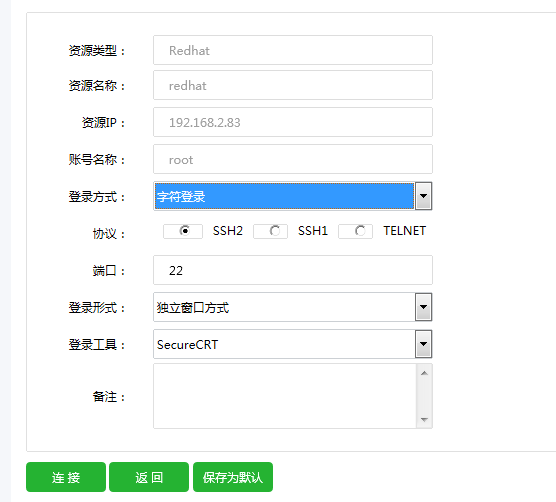 资源类型： Redhat
资源名称： redhat
资源IP： 192.168.2.83
账号名称： root
登录方式： 字符登录
协议： SSH2 SSH1 TELNET
端口： 22
登录形式： 独立窗口方式
登录工具： SecureCRT
备注：
连 接 返 回 保存为默认